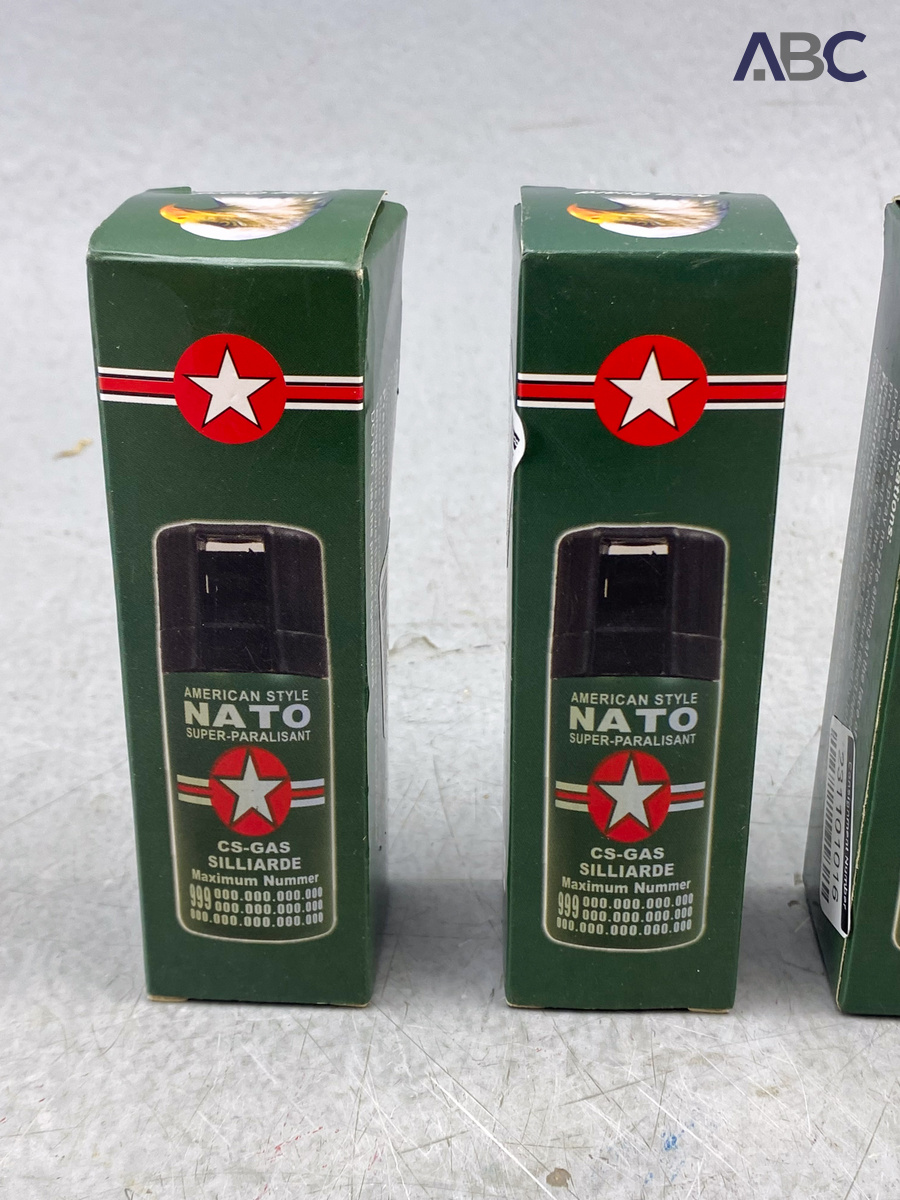 ABC
AMERICAN STYLE
NATO
SUPER-PARALISANT
CS-GAS
SILLIARDE
Maximum Nummer
999 000.000.000.000
000.000.000.000
000.000.000.000.000
AMERICAN STYLE
NATO
SUPER-PARALISANT
CS-GAS
SILLIARDE
Maximum Nummer
999 000.000.000.000
000.000.000.000
000.000.000.000.000
Consignment Number